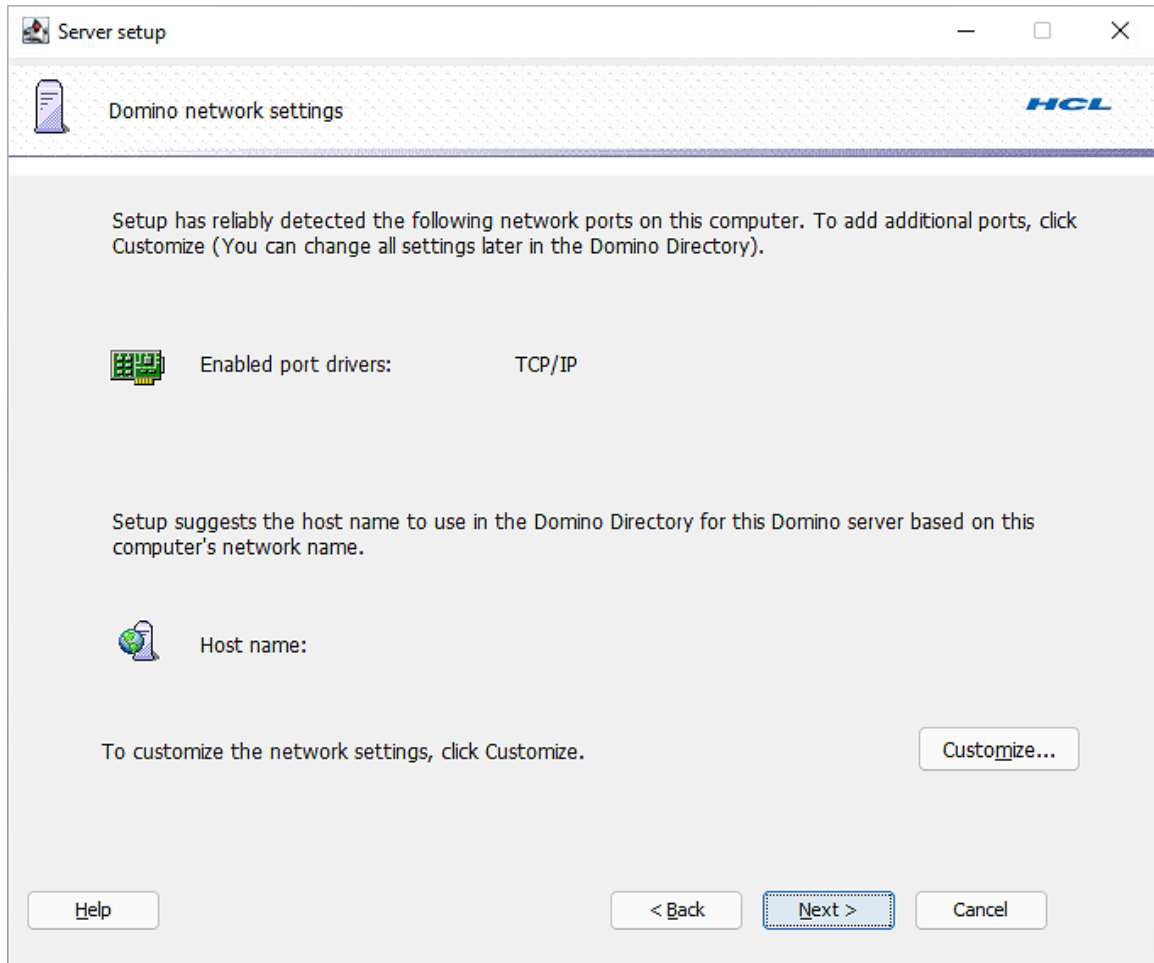 Server setup
Domino network settings
HCL
Setup has reliably detected the following network ports on this computer. To add additional ports, click
Customize (You can change all settings later in the Domino Directory).
Enabled port drivers: TCP/IP
Setup suggests the host name to use in the Domino Directory for this Domino server based on this
computer's network name.
Host name:
To customize the network settings, click Customize.
Customize...
Help
< Back
Next >
Cancel